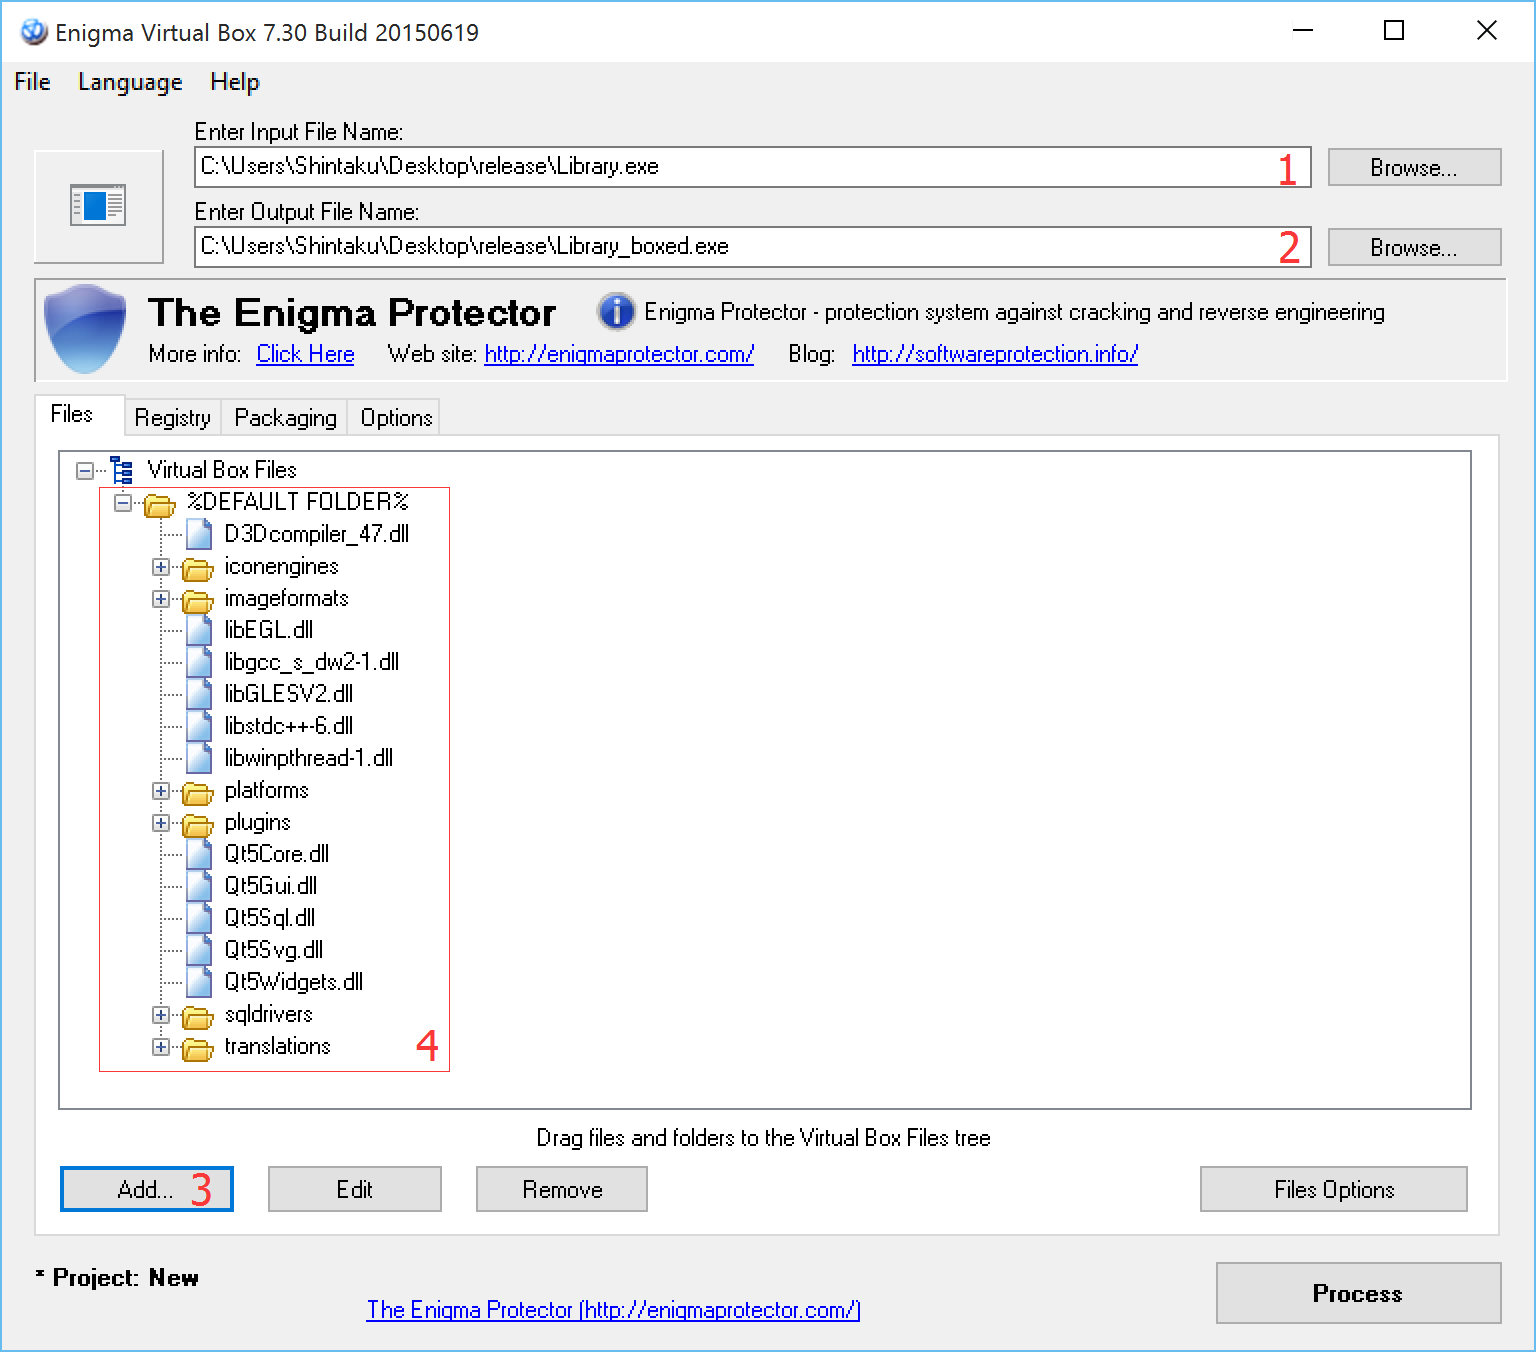 Enigma Virtual Box 7.30 Build 20150619
File Language Help
Enter Input File Name:
C:\Users\Shintaku\Desktop\release\Library.exe 1 Browse...
Enter Output File Name:
C:\Users\Shintaku\Desktop\release\Library_boxed.exe 2 Browse...
The Enigma Protector Enigma Protector - protection system against cracking and reverse engineering
More info: Click Here Web site: http://enigmaprotector.com/ Blog: http://softwareprotection.info/
Files Registry Packaging Options
Virtual Box Files
%DEFAULT FOLDER%
D3Dcompiler_47.dll
iconengines
imageformats
libEGL.dll
libgcc_s_dw2-1.dll
libGLESV2.dll
libstdc++-6.dll
libwinpthread-1.dll
platforms
plugins
Qt5Core.dll
Qt5Gui.dll
Qt5Sql.dll
Qt5Svg.dll
Qt5Widgets.dll
sqldrivers
translations 4
Drag files and folders to the Virtual Box Files tree
Add... 3 Edit Remove Files Options
* Project: New
The Enigma Protector (http://enigmaprotector.com/)
Process